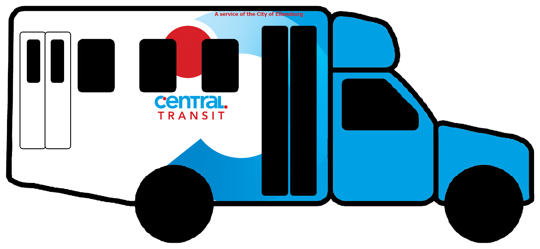 A service of the City of Ellensburg
CENTRAL
TRANSIT